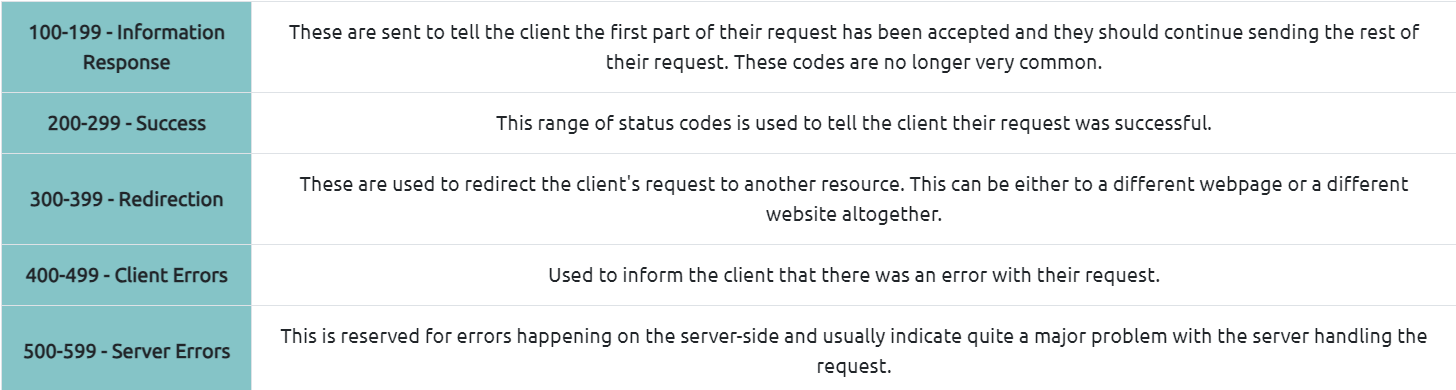 100-199 - Information
Response
These are sent to tell the client the first part of their request has been accepted and they should continue sending the rest of
their request. These codes are no longer very common.
200-299 - Success
This range of status codes is used to tell the client their request was successful.
300-399 - Redirection
These are used to redirect the client's request to another resource. This can be either to a different webpage or a different
website altogether.
400-499 - Client Errors
Used to inform the client that there was an error with their request.
500-599 - Server Errors
This is reserved for errors happening on the server-side and usually indicate quite a major problem with the server handling the
request.